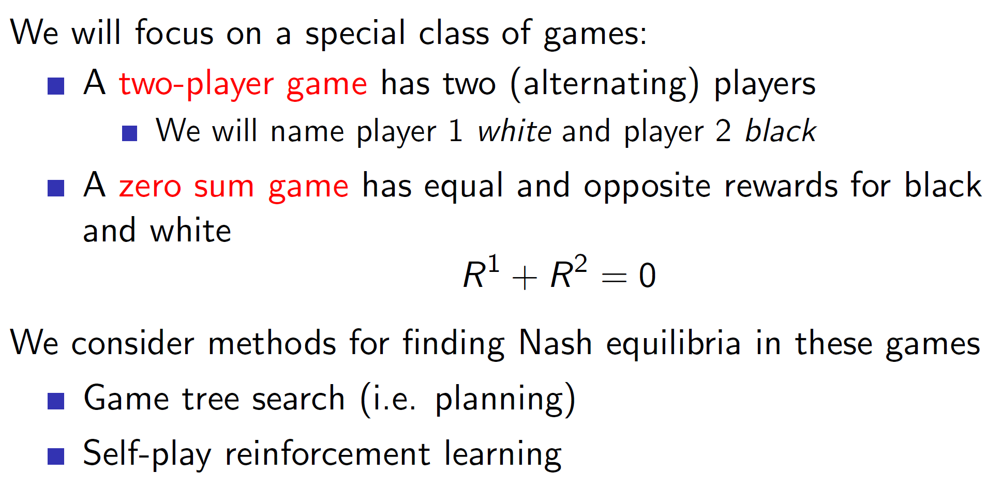 We will focus on a special class of games:
A two-player game has two (alternating) players
We will name player 1 white and player 2 black
A zero sum game has equal and opposite rewards for black
and white
R¹ + R² = 0
We consider methods for finding Nash equilibria in these games
Game tree search (i.e. planning)
Self-play reinforcement learning